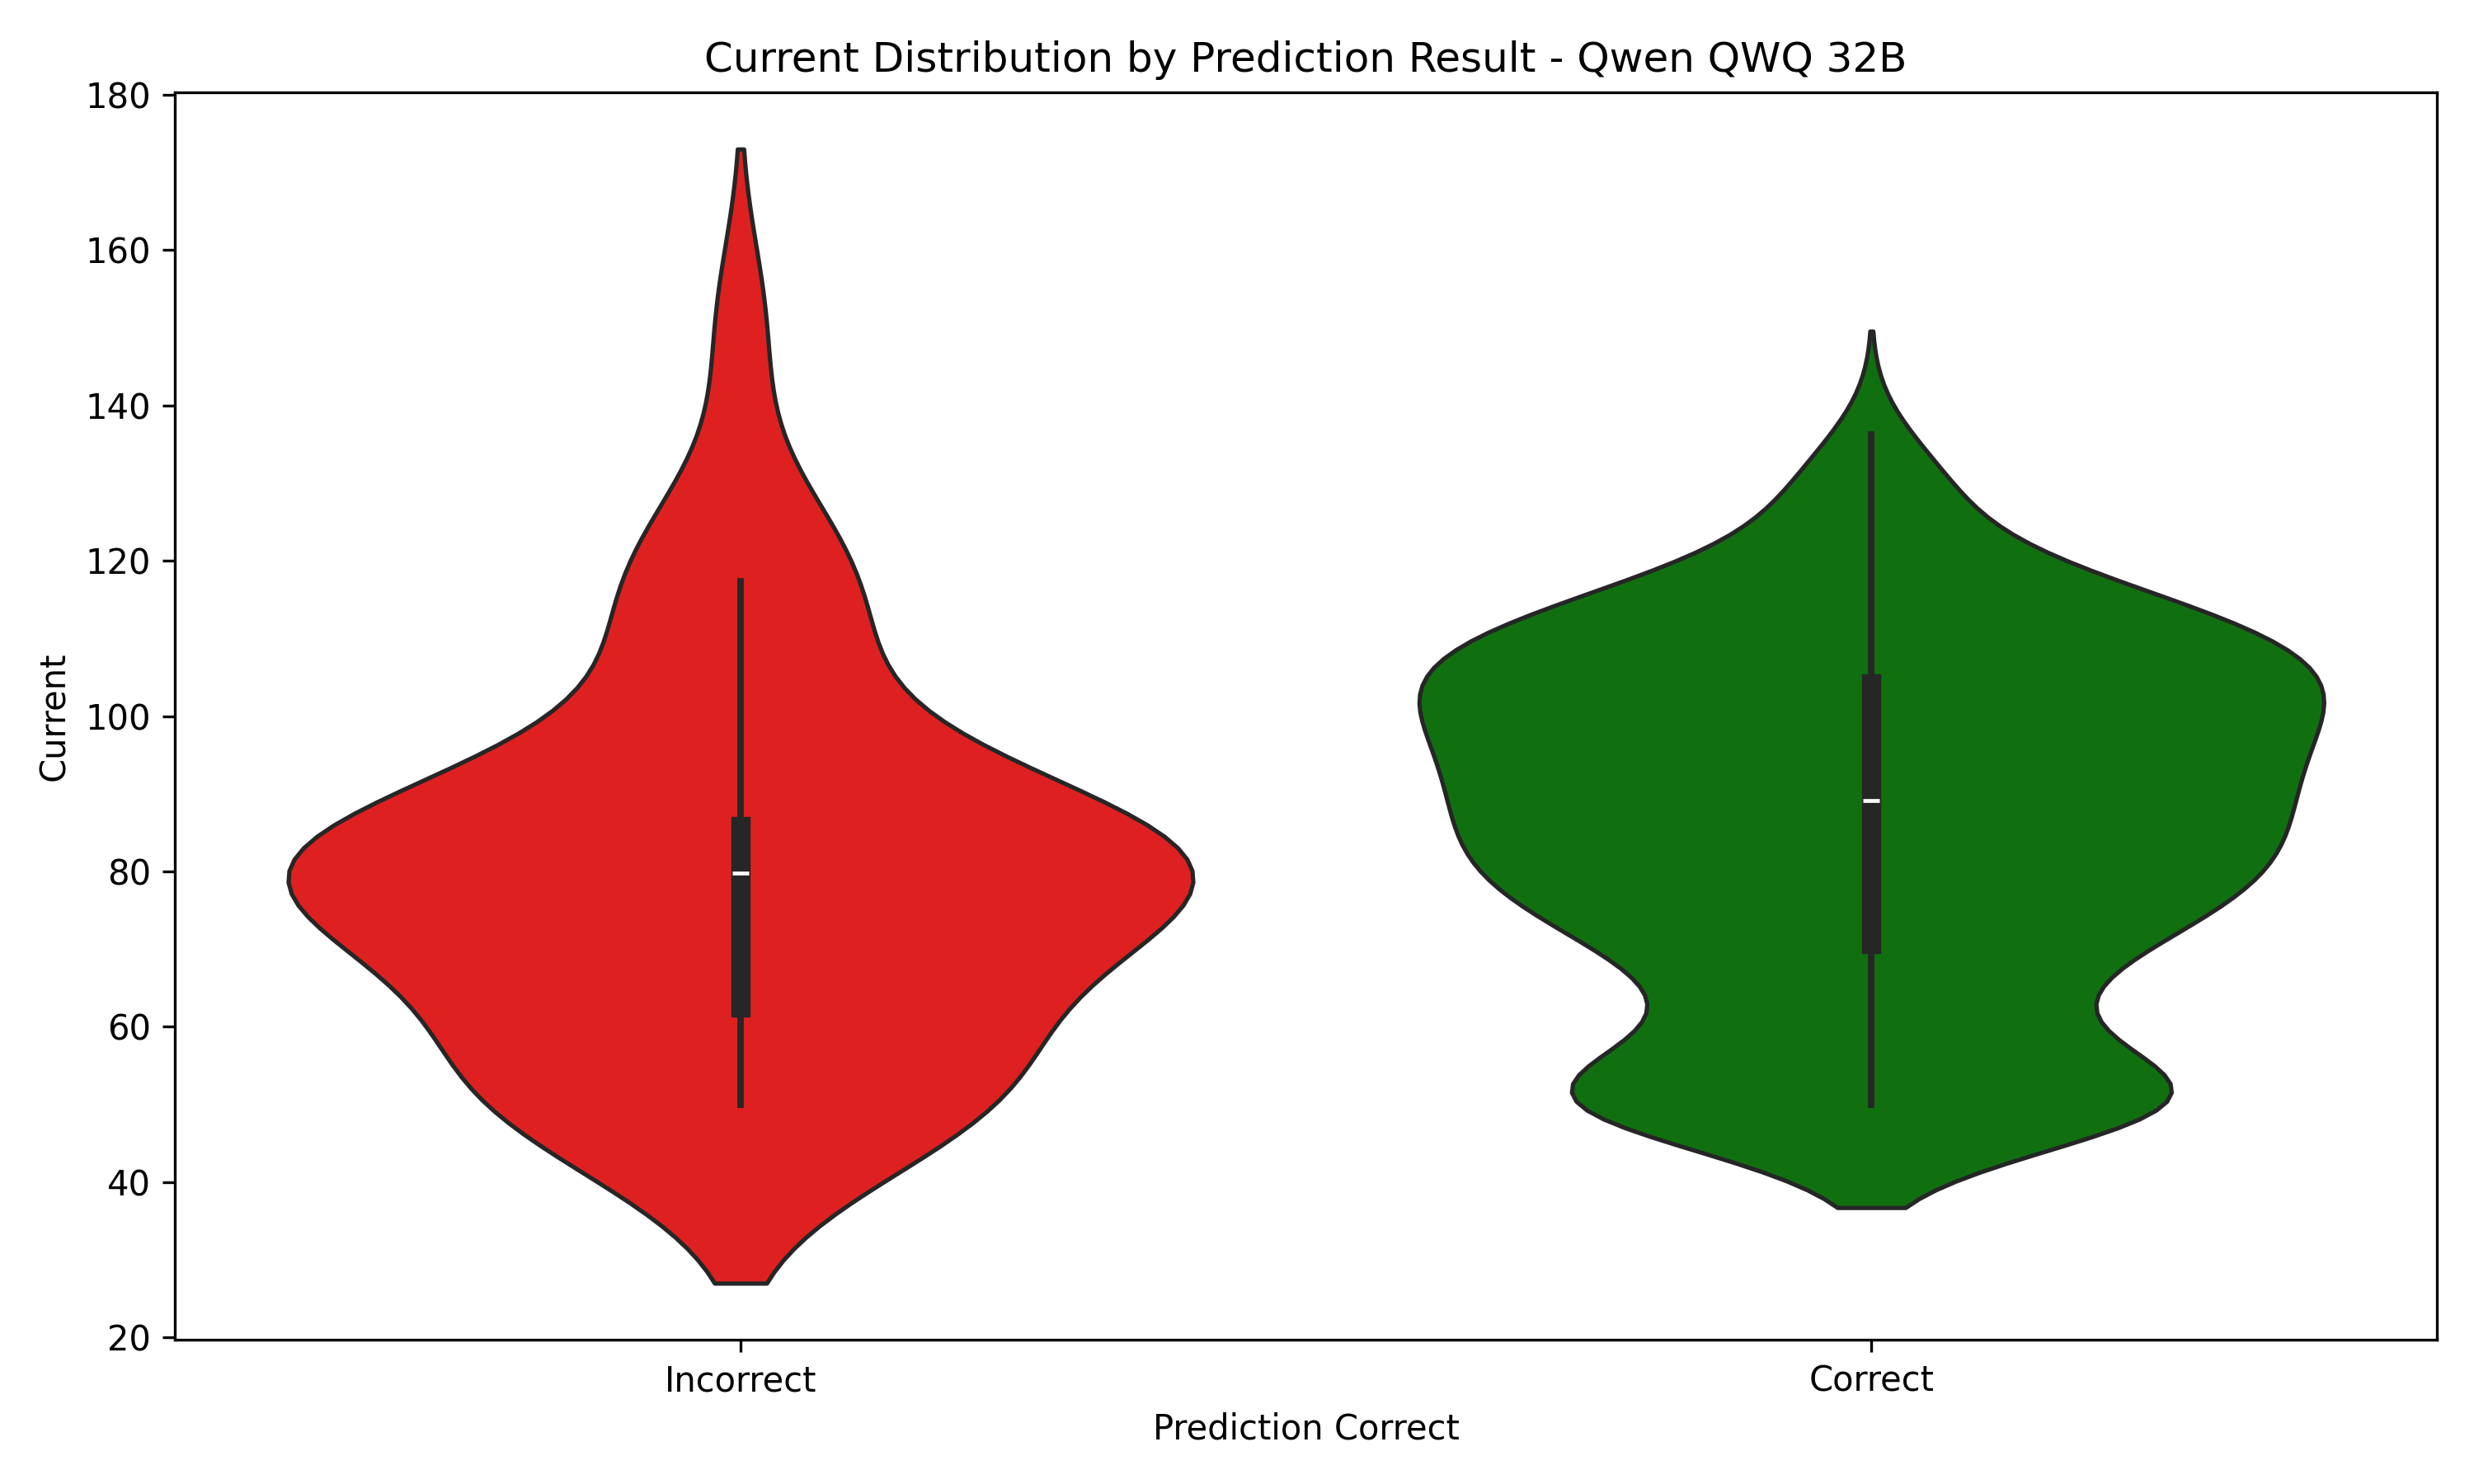 Current Distribution by Prediction Result - Qwen QWQ 32B
180
160
140
120
100
80
60
40
20
Current
Incorrect
Correct
Prediction Correct